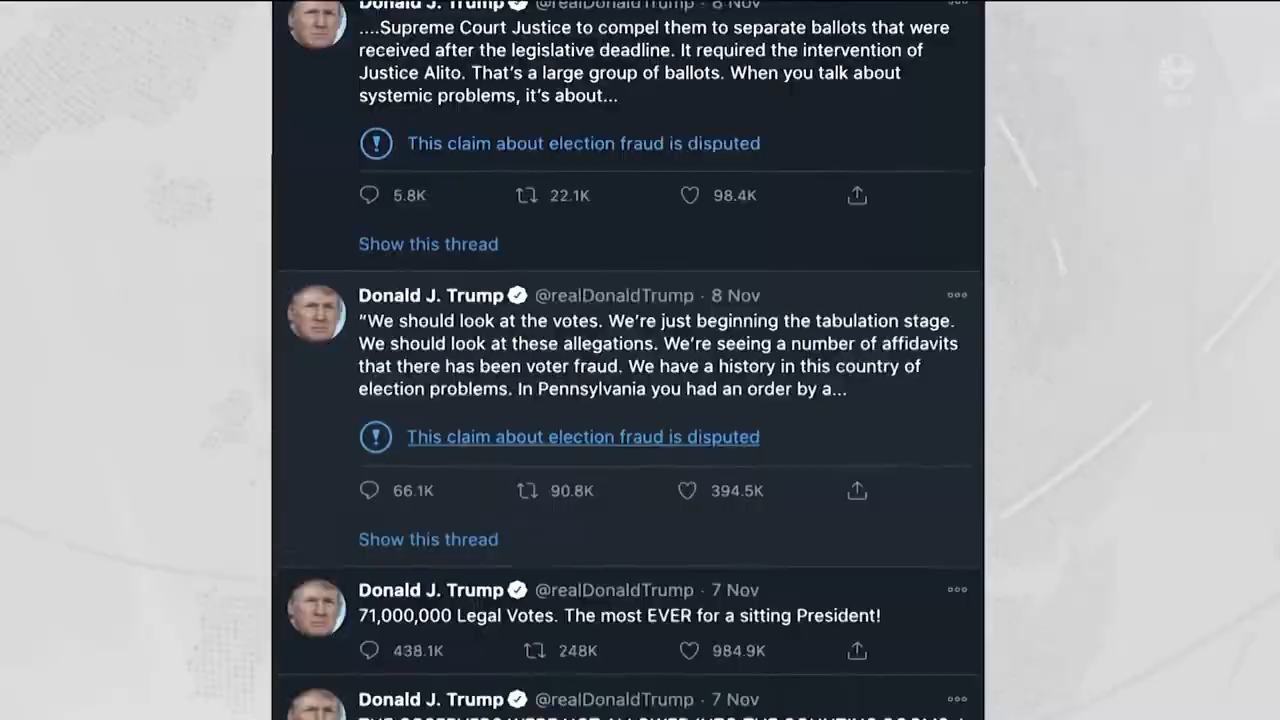 Donald J. Trump @realDonaldTrump · 8 Nov
....Supreme Court Justice to compel them to separate ballots that were
received after the legislative deadline. It required the intervention of
Justice Alito. That's a large group of ballots. When you talk about
systemic problems, it's about...
This claim about election fraud is disputed
5.8K 22.1K 98.4K
Show this thread
Donald J. Trump @realDonaldTrump · 8 Nov
"We should look at the votes. We're just beginning the tabulation stage.
We should look at these allegations. We're seeing a number of affidavits
that there has been voter fraud. We have a history in this country of
election problems. In Pennsylvania you had an order by a...
This claim about election fraud is disputed
66.1K 90.8K 394.5K
Show this thread
Donald J. Trump @realDonaldTrump · 7 Nov
71,000,000 Legal Votes. The most EVER for a sitting President!
438.1K 248K 984.9K
Donald J. Trump @realDonaldTrump · 7 Nov